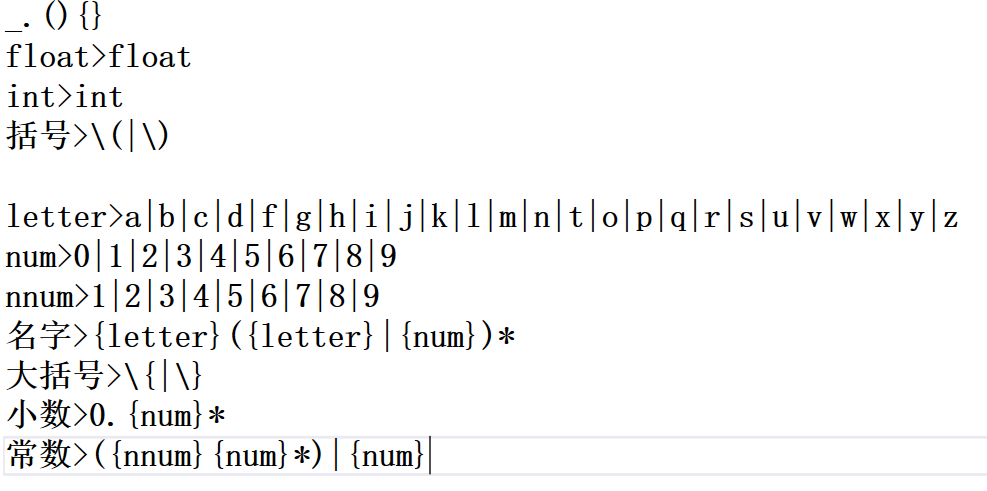 _.(){}
float>float
int>int
括号>\(|\)
letter>a|b|c|d|f|g|h|i|j|k|l|m|n|t|o|p|q|r|s|u|v|w|x|y|z
num>0|1|2|3|4|5|6|7|8|9
nnum>1|2|3|4|5|6|7|8|9
名字>{letter}({letter}|{num})*
大括号>\{|\}
小数>0.{num}*
常数>({nnum}{num}*)|{num}